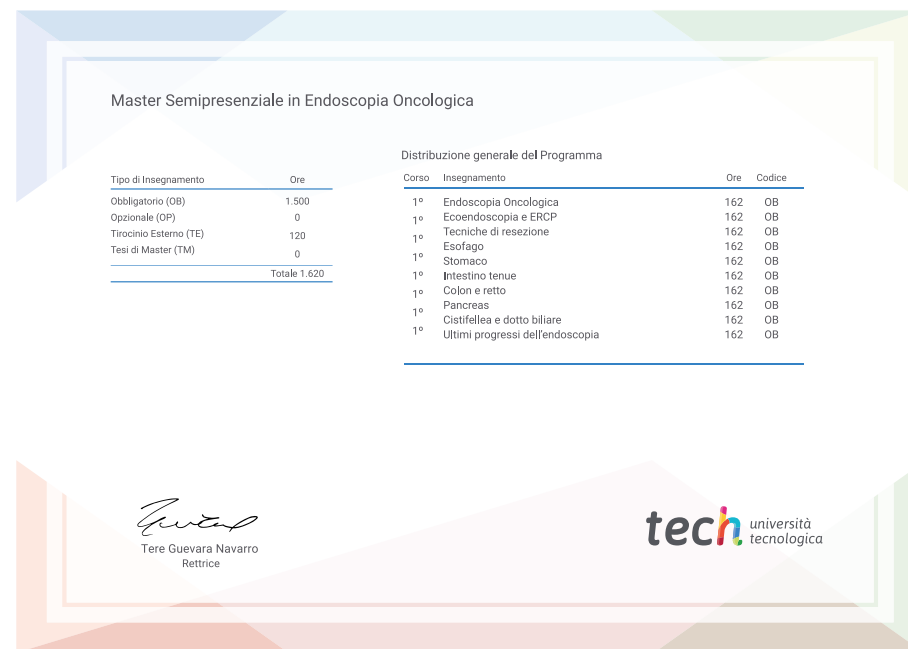 Master Semipresenziale in Endoscopia Oncologica
Tipo di Insegnamento Ore
Obbligatorio (OB) 1.500
Opzionale (OP) 0
Tirocinio Esterno (TE) 120
Tesi di Master (TM) 0
Totale 1.620
Distribuzione generale del Programma
Corso Insegnamento Ore Codice
1º Endoscopia Oncologica 162 OB
1º Ecoendoscopia e ERCP 162 OB
1º Tecniche di resezione 162 OB
Esofago 162 OB
1º Stomaco 162 OB
1º Intestino tenue 162 OB
1º Colon e retto 162 OB
1º Pancreas 162 OB
Cistifellea e dotto biliare 162 OB
1º Ultimi progressi dell'endoscopia 162 OB
Tere Guevara Navarro
Rettrice
tech università
tecnologica